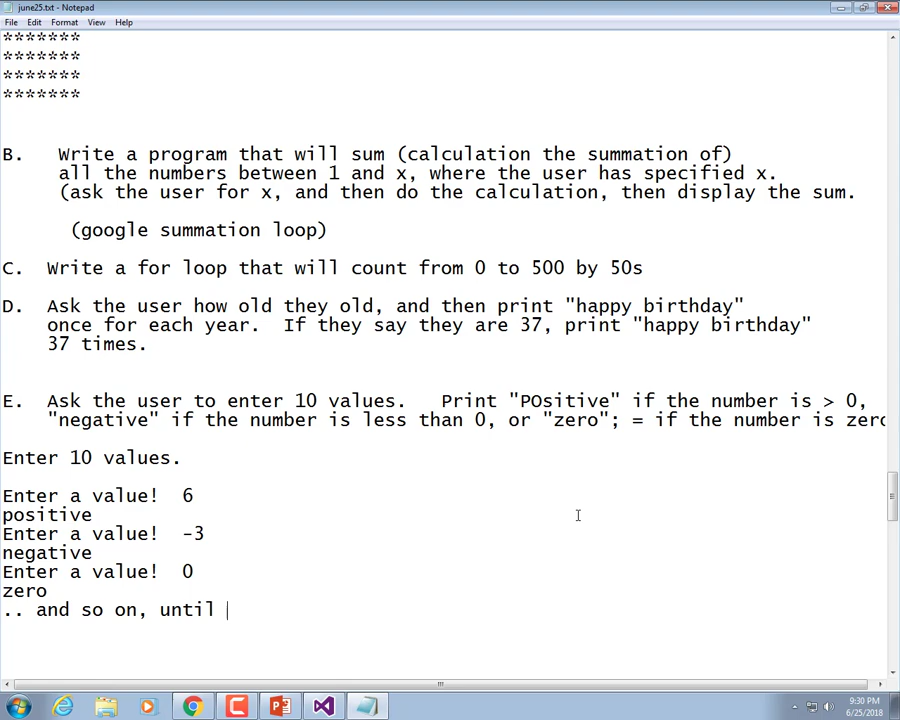 june25.txt - Notepad
File Edit Format View Help
*******
*******
*******
*******
B.   Write a program that will sum (calculation the summation of)
all the numbers between 1 and x, where the user has specified x.
(ask the user for x, and then do the calculation, then display the sum.
(google summation loop)
C.  Write a for loop that will count from 0 to 500 by 50s
D.  Ask the user how old they old, and then print "happy birthday"
once for each year.  If they say they are 37, print "happy birthday"
37 times.
E.  Ask the user to enter 10 values.   Print "POsitive" if the number is > 0,
"negative" if the number is less than 0, or "zero"; = if the number is zero
Enter 10 values.
Enter a value!  6
positive
Enter a value!  -3
negative
Enter a value!  0
zero
.. and so on, until
9:30 PM
6/25/2018